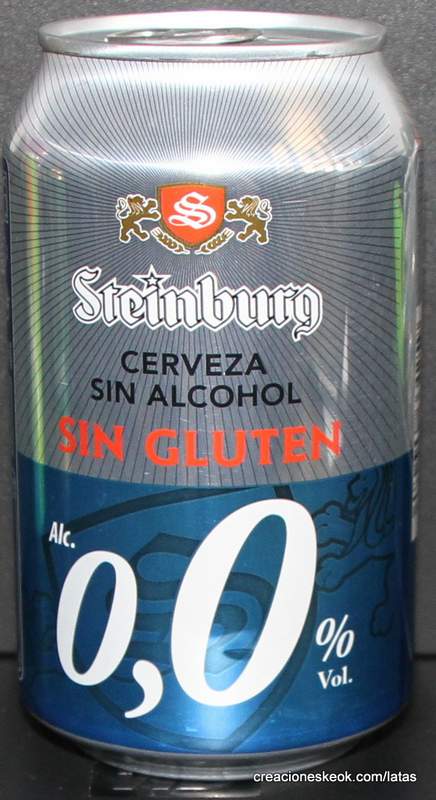 S
Steinburg
CERVEZA
SIN ALCOHOL
SIN GLUTEN
Alc.
0,0
%
Vol.
creacioneskeok.com/latas